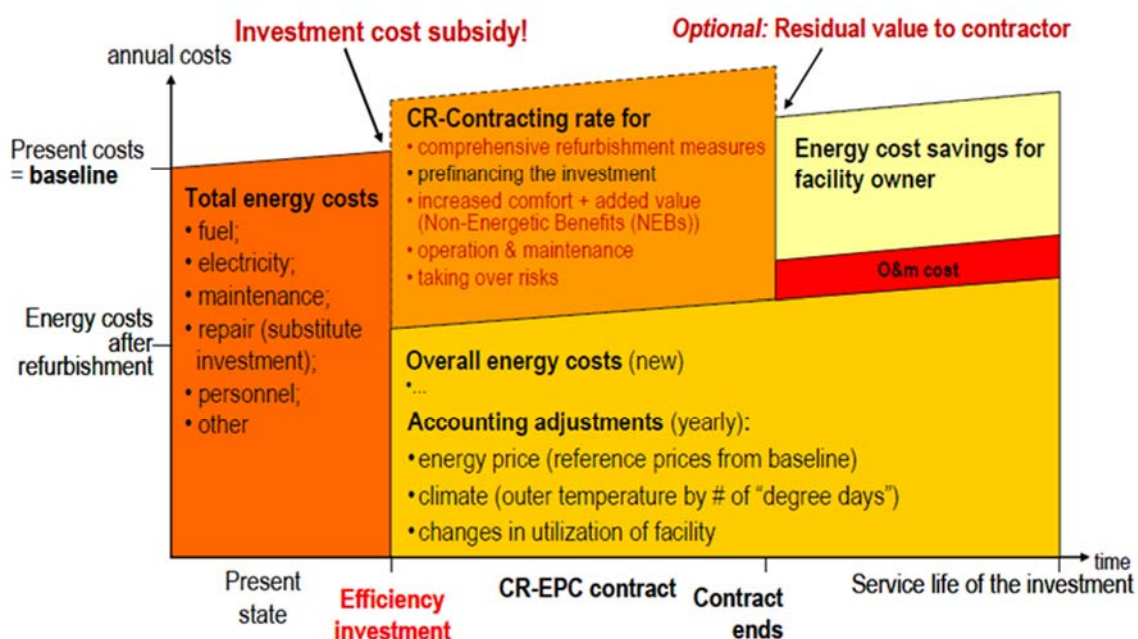 Investment cost subsidy!
Optional: Residual value to contractor
annual costs
Present costs
= baseline
Energy costs
after
refurbishment
Total energy costs
• fuel;
• electricity;
• maintenance;
• repair (substitute
investment);
• personnel;
• other
CR-Contracting rate for
• comprehensive refurbishment measures
• prefinancing the investment
• increased comfort + added value
(Non-Energetic Benefits (NEBs))
• operation & maintenance
• taking over risks
Energy cost savings for
facility owner
O&m cost
Overall energy costs (new)
•...
Accounting adjustments (yearly):
• energy price (reference prices from baseline)
• climate (outer temperature by # of “degree days”)
• changes in utilization of facility
time
Present
state
Efficiency
investment
CR-EPC contract
Contract
ends
Service life of the investment